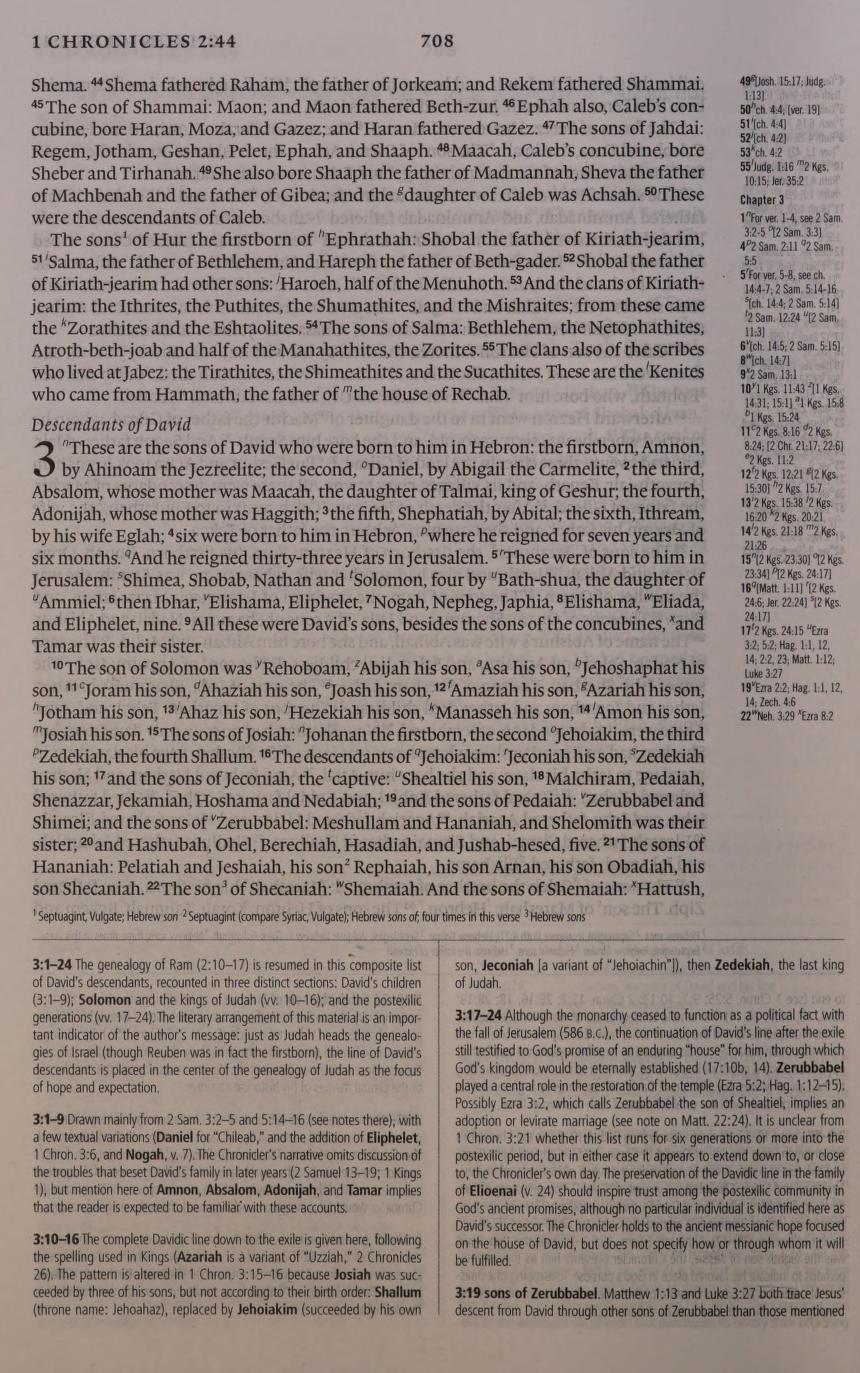 1 CHRONICLES 2:44
708
Shema. 44 Shema fathered Raham, the father of Jorkeam; and Rekem fathered Shammai.
45 The son of Shammai: Maon; and Maon fathered Beth-zur. 46 Ephah also, Caleb's con-
cubine, bore Haran, Moza, and Gazez; and Haran fathered Gazez. 47 The sons of Jahdai:
Regem, Jotham, Geshan, Pelet, Ephah, and Shaaph. 48 Maacah, Caleb's concubine, bore
Sheber and Tirhanah. 49 She also bore Shaaph the father of Madmannah, Sheva the father
of Machbenah and the father of Gibea; and the g daughter of Caleb was Achsah. 50 These
were the descendants of Caleb.
The sons1 of Hur the firstborn of h Ephrathah: Shobal the father of Kiriath-jearim,
51 i Salma, the father of Bethlehem, and Hareph the father of Beth-gader. 52 Shobal the father
of Kiriath-jearim had other sons: j Haroeh, half of the Menuhoth. 53 And the clans of Kiriath-
jearim: the Ithrites, the Puthites, the Shumathites, and the Mishraites; from these came
the k Zorathites and the Eshtaolites. 54 The sons of Salma: Bethlehem, the Netophathites,
Atroth-beth-joab and half of the Manahathites, the Zorites. 55 The clans also of the scribes
who lived at Jabez: the Tirathites, the Shimeathites and the Sucathites. These are the l Kenites
who came from Hammath, the father of m the house of Rechab.
Descendants of David
3 n These are the sons of David who were born to him in Hebron: the firstborn, Amnon,
by Ahinoam the Jezreelite; the second, o Daniel, by Abigail the Carmelite, 2 the third,
Absalom, whose mother was Maacah, the daughter of Talmai, king of Geshur; the fourth,
Adonijah, whose mother was Haggith; 3 the fifth, Shephatiah, by Abital; the sixth, Ithream,
by his wife Eglah; 4 six were born to him in Hebron, p where he reigned for seven years and
six months. q And he reigned thirty-three years in Jerusalem. 5 r These were born to him in
Jerusalem: s Shimea, Shobab, Nathan and t Solomon, four by u Bath-shua, the daughter of
u Ammiel; 6 then Ibhar, v Elishama, Eliphelet, 7 Nogah, Nepheg, Japhia, 8 Elishama, w Eliada,
and Eliphelet, nine. 9 All these were David's sons, besides the sons of the concubines, x and
Tamar was their sister.
10 The son of Solomon was y Rehoboam, z Abijah his son, a Asa his son, b Jehoshaphat his
son, 11 c Joram his son, d Ahaziah his son, e Joash his son, 12 f Amaziah his son, g Azariah his son,
h Jotham his son, 13 i Ahaz his son, j Hezekiah his son, k Manasseh his son, 14 l Amon his son,
m Josiah his son. 15 The sons of Josiah: n Johanan the firstborn, the second o Jehoiakim, the third
p Zedekiah, the fourth Shallum. 16 The descendants of q Jehoiakim: r Jeconiah his son, s Zedekiah
his son; 17 and the sons of Jeconiah, the t captive: u Shealtiel his son, 18 Malchiram, Pedaiah,
Shenazzar, Jekamiah, Hoshama and Nedabiah; 19 and the sons of Pedaiah: v Zerubbabel and
Shimei; and the sons of v Zerubbabel: Meshullam and Hananiah, and Shelomith was their
sister; 20 and Hashubah, Ohel, Berechiah, Hasadiah, and Jushab-hesed, five. 21 The sons of
Hananiah: Pelatiah and Jeshaiah, his son2 Rephaiah, his son Arnan, his son Obadiah, his
son Shecaniah. 22 The son3 of Shecaniah: w Shemaiah. And the sons of Shemaiah: x Hattush,
1 Septuagint, Vulgate; Hebrew son 2 Septuagint (compare Syriac, Vulgate); Hebrew sons of; four times in this verse 3 Hebrew sons
49 g [Josh. 15:17; Judg.
1:13]
50 h ch. 4:4; [ver. 19]
51 i [ch. 4:4]
52 j [ch. 4:2]
53 k ch. 4:2
55 l Judg. 1:16 m 2 Kgs.
10:15; Jer. 35:2
Chapter 3
1 n For ver. 1-4, see 2 Sam.
3:2-5 o [2 Sam. 3:3]
4 p 2 Sam. 2:11 q 2 Sam.
5:5
5 r For ver. 5-8, see ch.
14:4-7; 2 Sam. 5:14-16
s [ch. 14:4; 2 Sam. 5:14]
t 2 Sam. 12:24 u [2 Sam.
11:3]
6 v [ch. 14:5; 2 Sam. 5:15]
8 w [ch. 14:7]
9 x 2 Sam. 13:1
10 y 1 Kgs. 11:43 z [1 Kgs.
14:31; 15:1] a 1 Kgs. 15:8
b 1 Kgs. 15:24
11 c 2 Kgs. 8:16 d 2 Kgs.
8:24; [2 Chr. 21:17; 22:6]
e 2 Kgs. 11:2
12 f 2 Kgs. 12:21 g [2 Kgs.
15:30] h 2 Kgs. 15:7
13 i 2 Kgs. 15:38 j 2 Kgs.
16:20 k 2 Kgs. 20:21
14 l 2 Kgs. 21:18 m 2 Kgs.
21:26
15 n [2 Kgs. 23:30] o [2 Kgs.
23:34] p [2 Kgs. 24:17]
16 q [Matt. 1:11] r [2 Kgs.
24:6; Jer. 22:24] s [2 Kgs.
24:17]
17 t 2 Kgs. 24:15 u Ezra
3:2; 5:2; Hag. 1:1, 12,
14; 2:2, 23; Matt. 1:12;
Luke 3:27
19 v Ezra 2:2; Hag. 1:1, 12,
14; Zech. 4:6
22 w Neh. 3:29 x Ezra 8:2
3:1–24 The genealogy of Ram (2:10–17) is resumed in this composite list
of David's descendants, recounted in three distinct sections: David's children
(3:1–9); Solomon and the kings of Judah (vv. 10–16); and the postexilic
generations (vv. 17–24). The literary arrangement of this material is an impor-
tant indicator of the author's message: just as Judah heads the genealo-
gies of Israel (though Reuben was in fact the firstborn), the line of David's
descendants is placed in the center of the genealogy of Judah as the focus
of hope and expectation.
3:1–9 Drawn mainly from 2 Sam. 3:2–5 and 5:14–16 (see notes there), with
a few textual variations (Daniel for "Chileab," and the addition of Eliphelet,
1 Chron. 3:6, and Nogah, v. 7). The Chronicler's narrative omits discussion of
the troubles that beset David's family in later years (2 Samuel 13–19; 1 Kings
1), but mention here of Amnon, Absalom, Adonijah, and Tamar implies
that the reader is expected to be familiar with these accounts.
3:10–16 The complete Davidic line down to the exile is given here, following
the spelling used in Kings (Azariah is a variant of "Uzziah," 2 Chronicles
26). The pattern is altered in 1 Chron. 3:15–16 because Josiah was suc-
ceeded by three of his sons, but not according to their birth order: Shallum
(throne name: Jehoahaz), replaced by Jehoiakim (succeeded by his own
son, Jeconiah [a variant of "Jehoiachin"]), then Zedekiah, the last king
of Judah.
3:17–24 Although the monarchy ceased to function as a political fact with
the fall of Jerusalem (586 B.C.), the continuation of David's line after the exile
still testified to God's promise of an enduring "house" for him, through which
God's kingdom would be eternally established (17:10b, 14). Zerubbabel
played a central role in the restoration of the temple (Ezra 5:2; Hag. 1:12–15).
Possibly Ezra 3:2, which calls Zerubbabel the son of Shealtiel, implies an
adoption or levirate marriage (see note on Matt. 22:24). It is unclear from
1 Chron. 3:21 whether this list runs for six generations or more into the
postexilic period, but in either case it appears to extend down to, or close
to, the Chronicler's own day. The preservation of the Davidic line in the family
of Elioenai (v. 24) should inspire trust among the postexilic community in
God's ancient promises, although no particular individual is identified here as
David's successor. The Chronicler holds to the ancient messianic hope focused
on the house of David, but does not specify how or through whom it will
be fulfilled.
3:19 sons of Zerubbabel. Matthew 1:13 and Luke 3:27 both trace Jesus'
descent from David through other sons of Zerubbabel than those mentioned